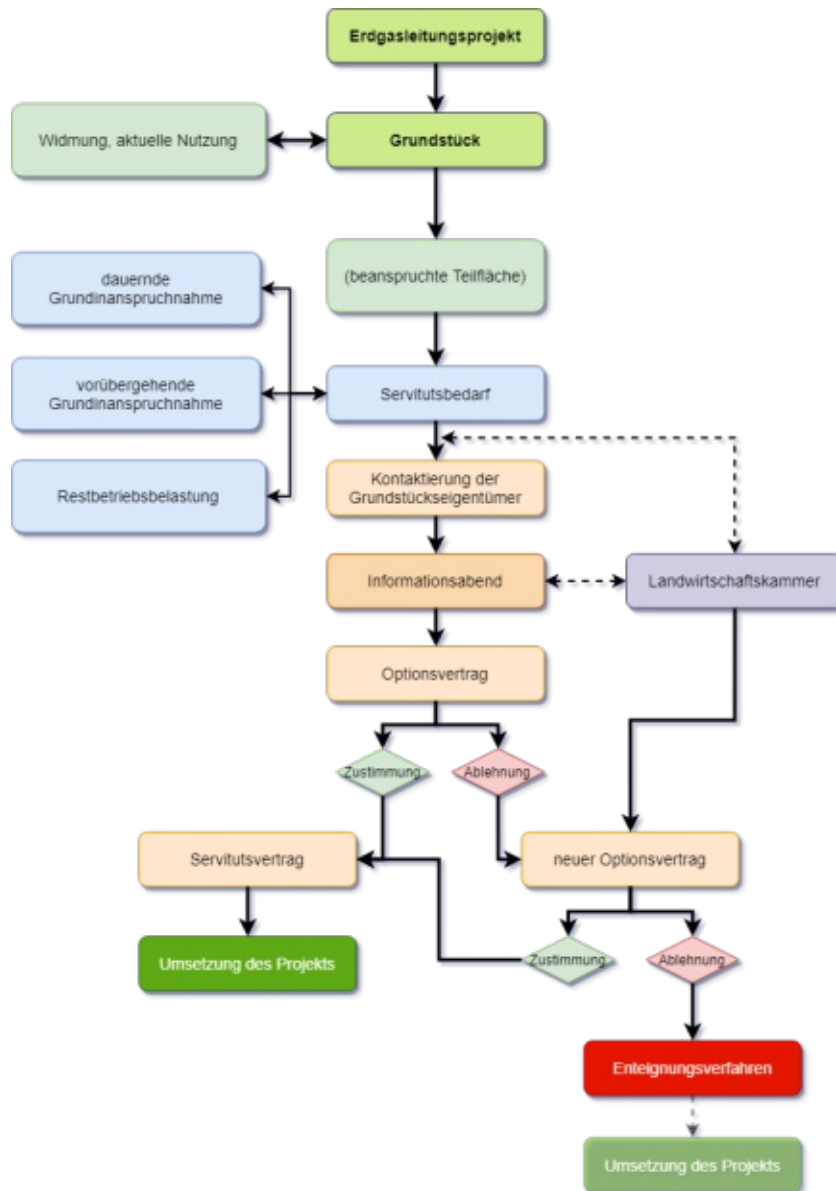 Erdgasleitungsprojekt
Widmung, aktuelle Nutzung
Grundstück
(beanspruchte Teilfläche)
dauernde
Grundinanspruchnahme
vorübergehende
Grundinanspruchnahme
Servitutsbedarf
Restbetriebsbelastung
Kontaktierung der
Grundstückseigentümer
Informationsabend
Landwirtschaftskammer
Optionsvertrag
Zustimmung
Ablehnung
Servitutsvertrag
neuer Optionsvertrag
Umsetzung des Projekts
Zustimmung
Ablehnung
Enteignungsverfahren
Umsetzung des Projekts